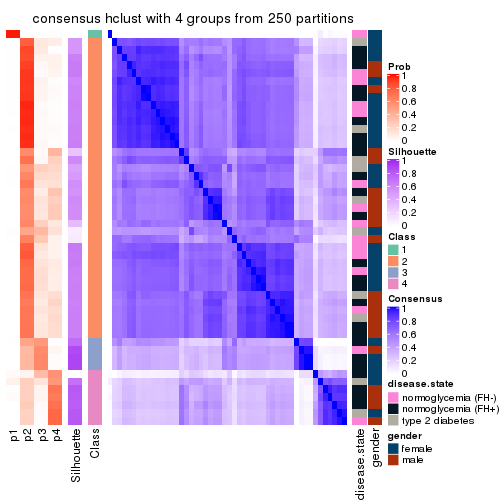 consensus hclust with 4 groups from 250 partitions
Prob
1
0.8
0.6
0.4
0.2
0
Silhouette
1
0.8
0.6
0.4
0.2
0
Class
1
2
3
4
Consensus
1
0.8
0.6
0.4
0.2
0
disease.state
normoglycemia (FH-)
normoglycemia (FH+)
type 2 diabetes
gender
female
male
p1
p2
p3
p4
Silhouette
Class
disease.state
gender